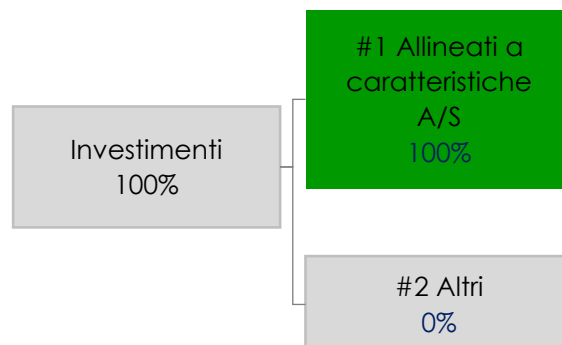 #1 Allineati a
caratteristiche
A/S
100%
Investimenti
100%
#2 Altri
0%